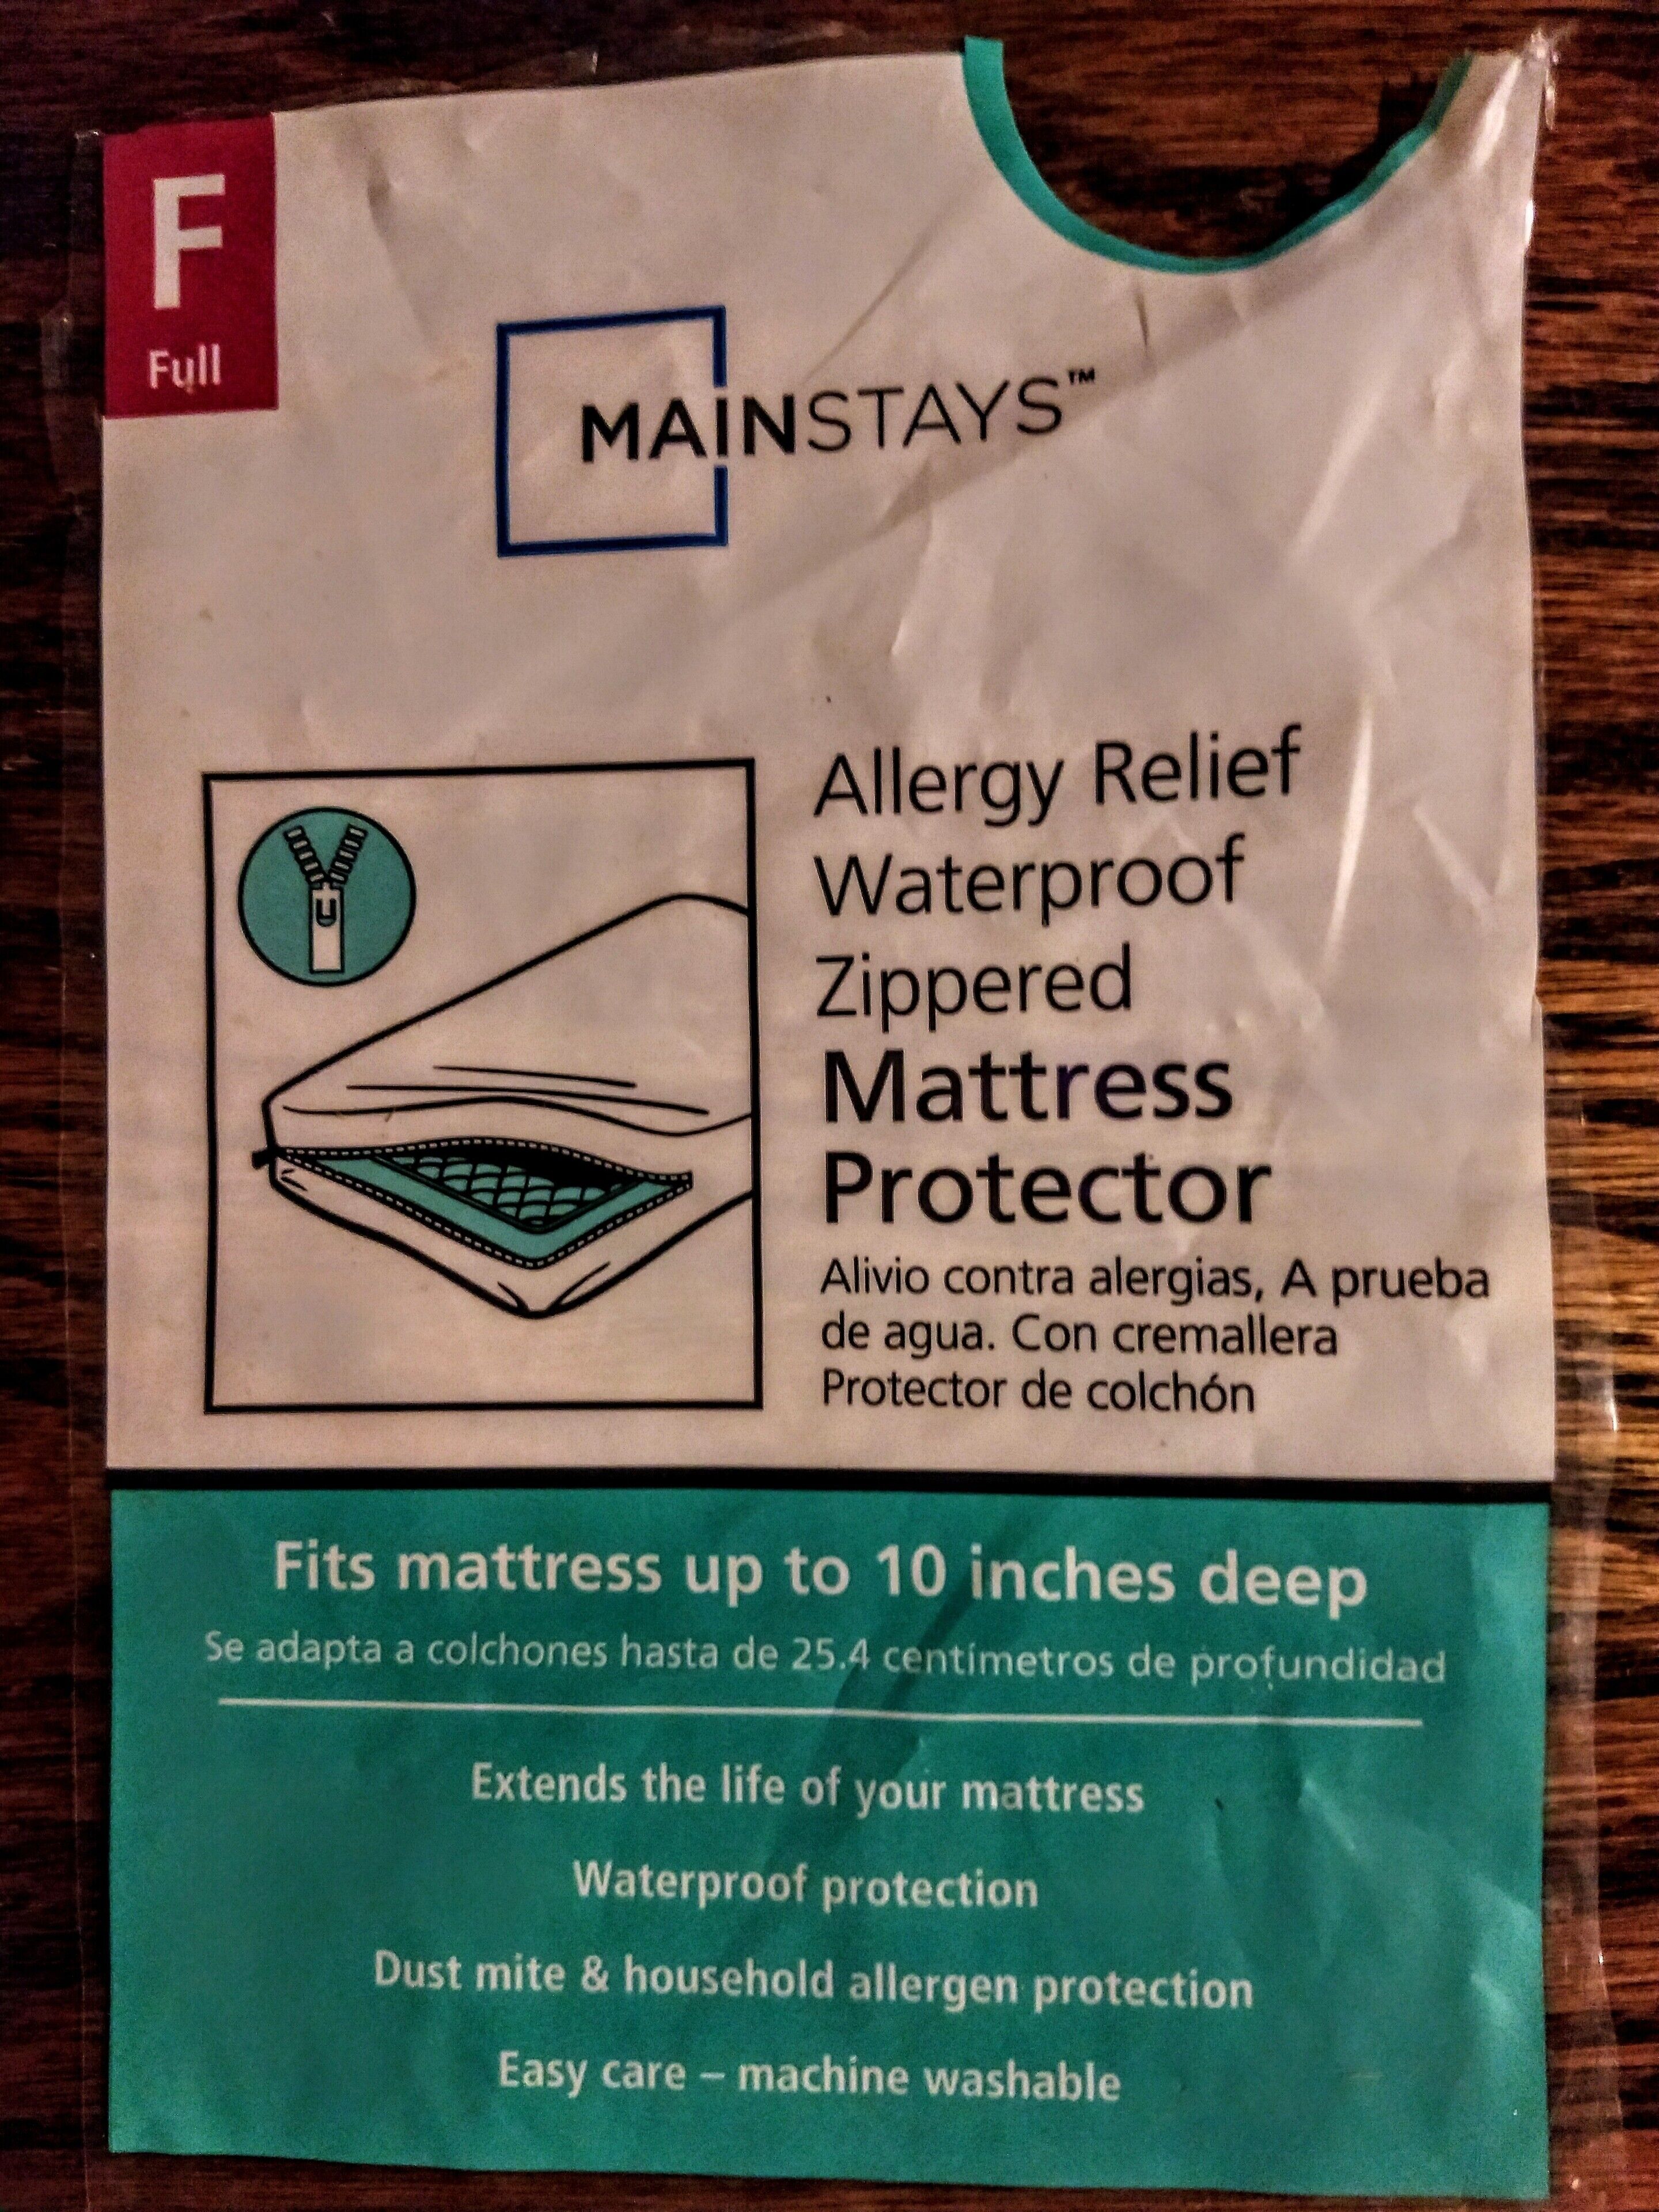 F
Full
MAINSTAYS™
Allergy Relief
Waterproof
Zippered
Mattress
Protector
Alivio contra alergias, A prueba
de agua. Con cremallera
Protector de colchón
Fits mattress up to 10 inches deep
Se adapta a colchones hasta de 25.4 centímetros de profundidad
Extends the life of your mattress
Waterproof protection
Dust mite & household allergen protection
Easy care – machine washable